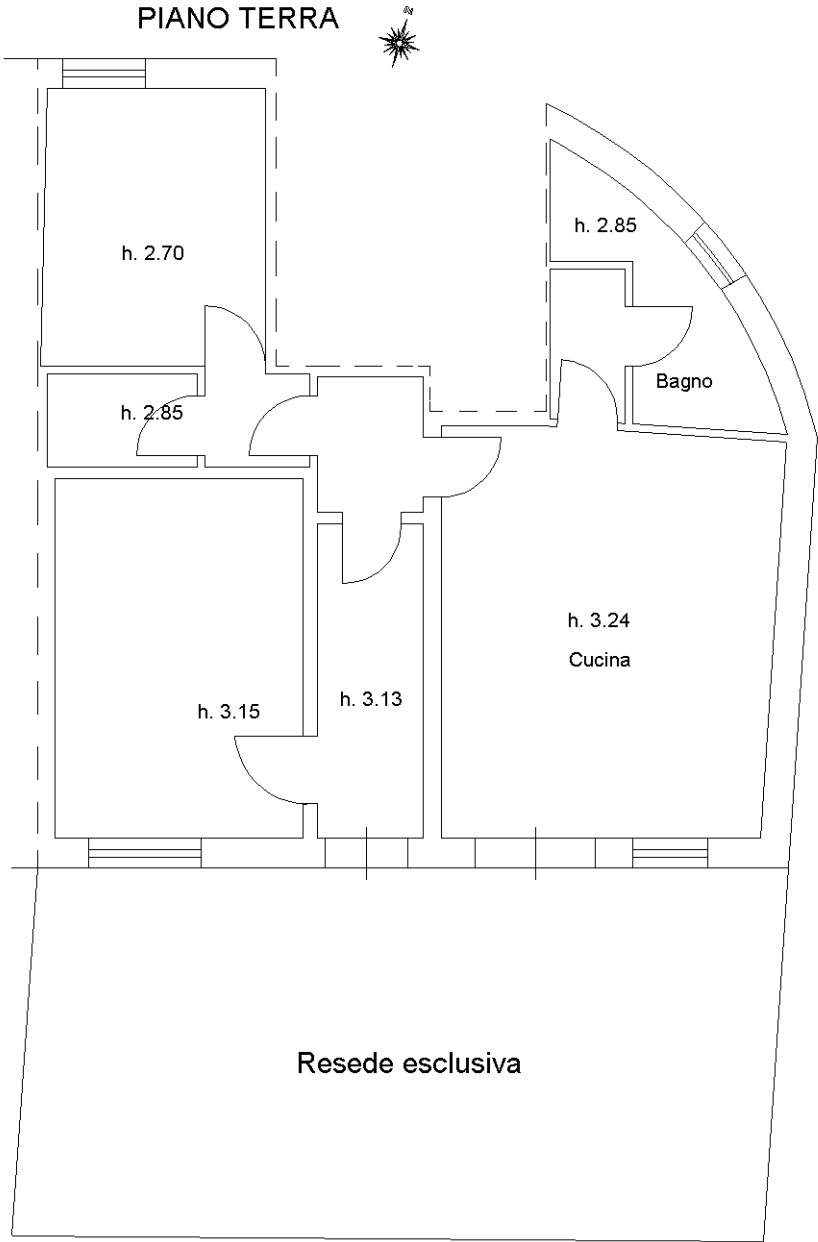 PIANO TERRA
N
h. 2.85
h. 2.70
Bagno
h. 2.85
h. 3.24
Cucina
h. 3.13
h. 3.15
Resede esclusiva